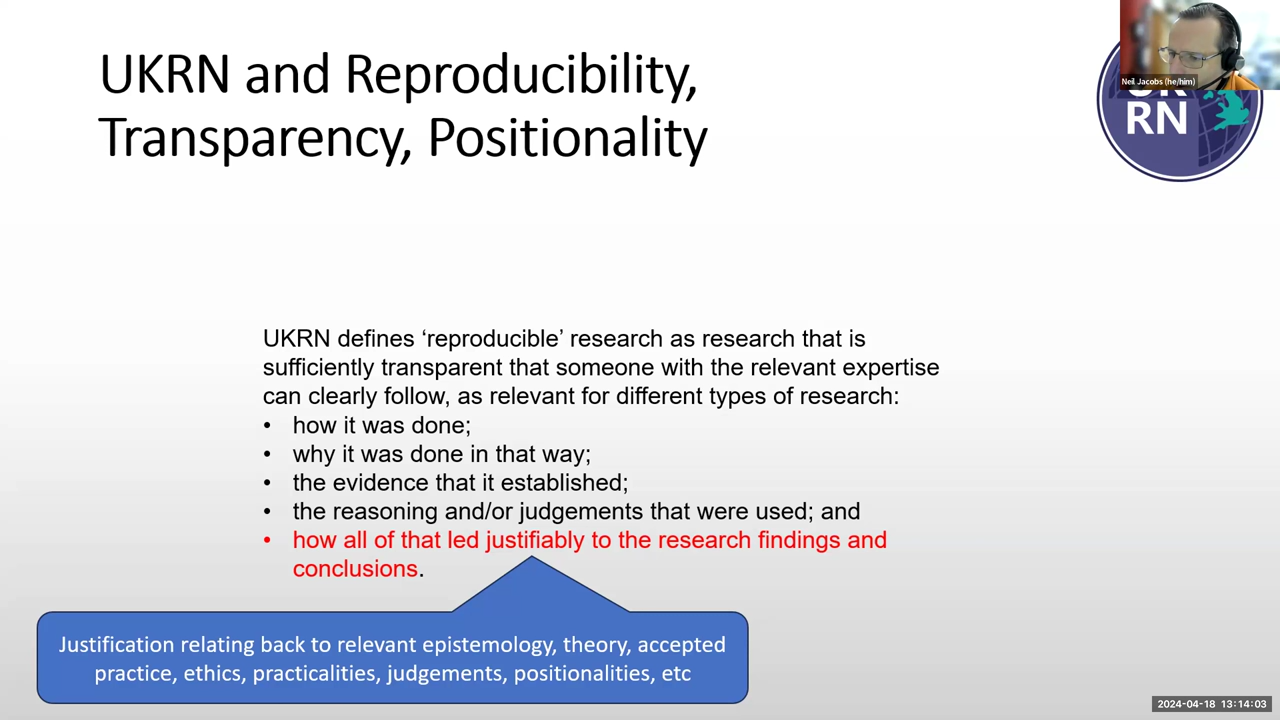 UKRN and Reproducibility,
Transparency, Positionality
Neil Jacobs (he/him)
RN
UKRN defines ‘reproducible’ research as research that is
sufficiently transparent that someone with the relevant expertise
can clearly follow, as relevant for different types of research:
• how it was done;
• why it was done in that way;
• the evidence that it established;
• the reasoning and/or judgements that were used; and
• how all of that led justifiably to the research findings and
conclusions.
Justification relating back to relevant epistemology, theory, accepted
practice, ethics, practicalities, judgements, positionalities, etc
2024-04-18 13:14:03